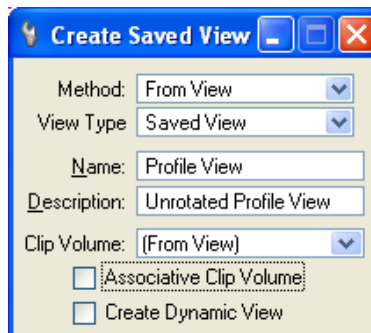 Create Saved View
Method: From View
View Type Saved View
Name: Profile View
Description: Unrotated Profile View
Clip Volume: (From View)
Associative Clip Volume
Create Dynamic View